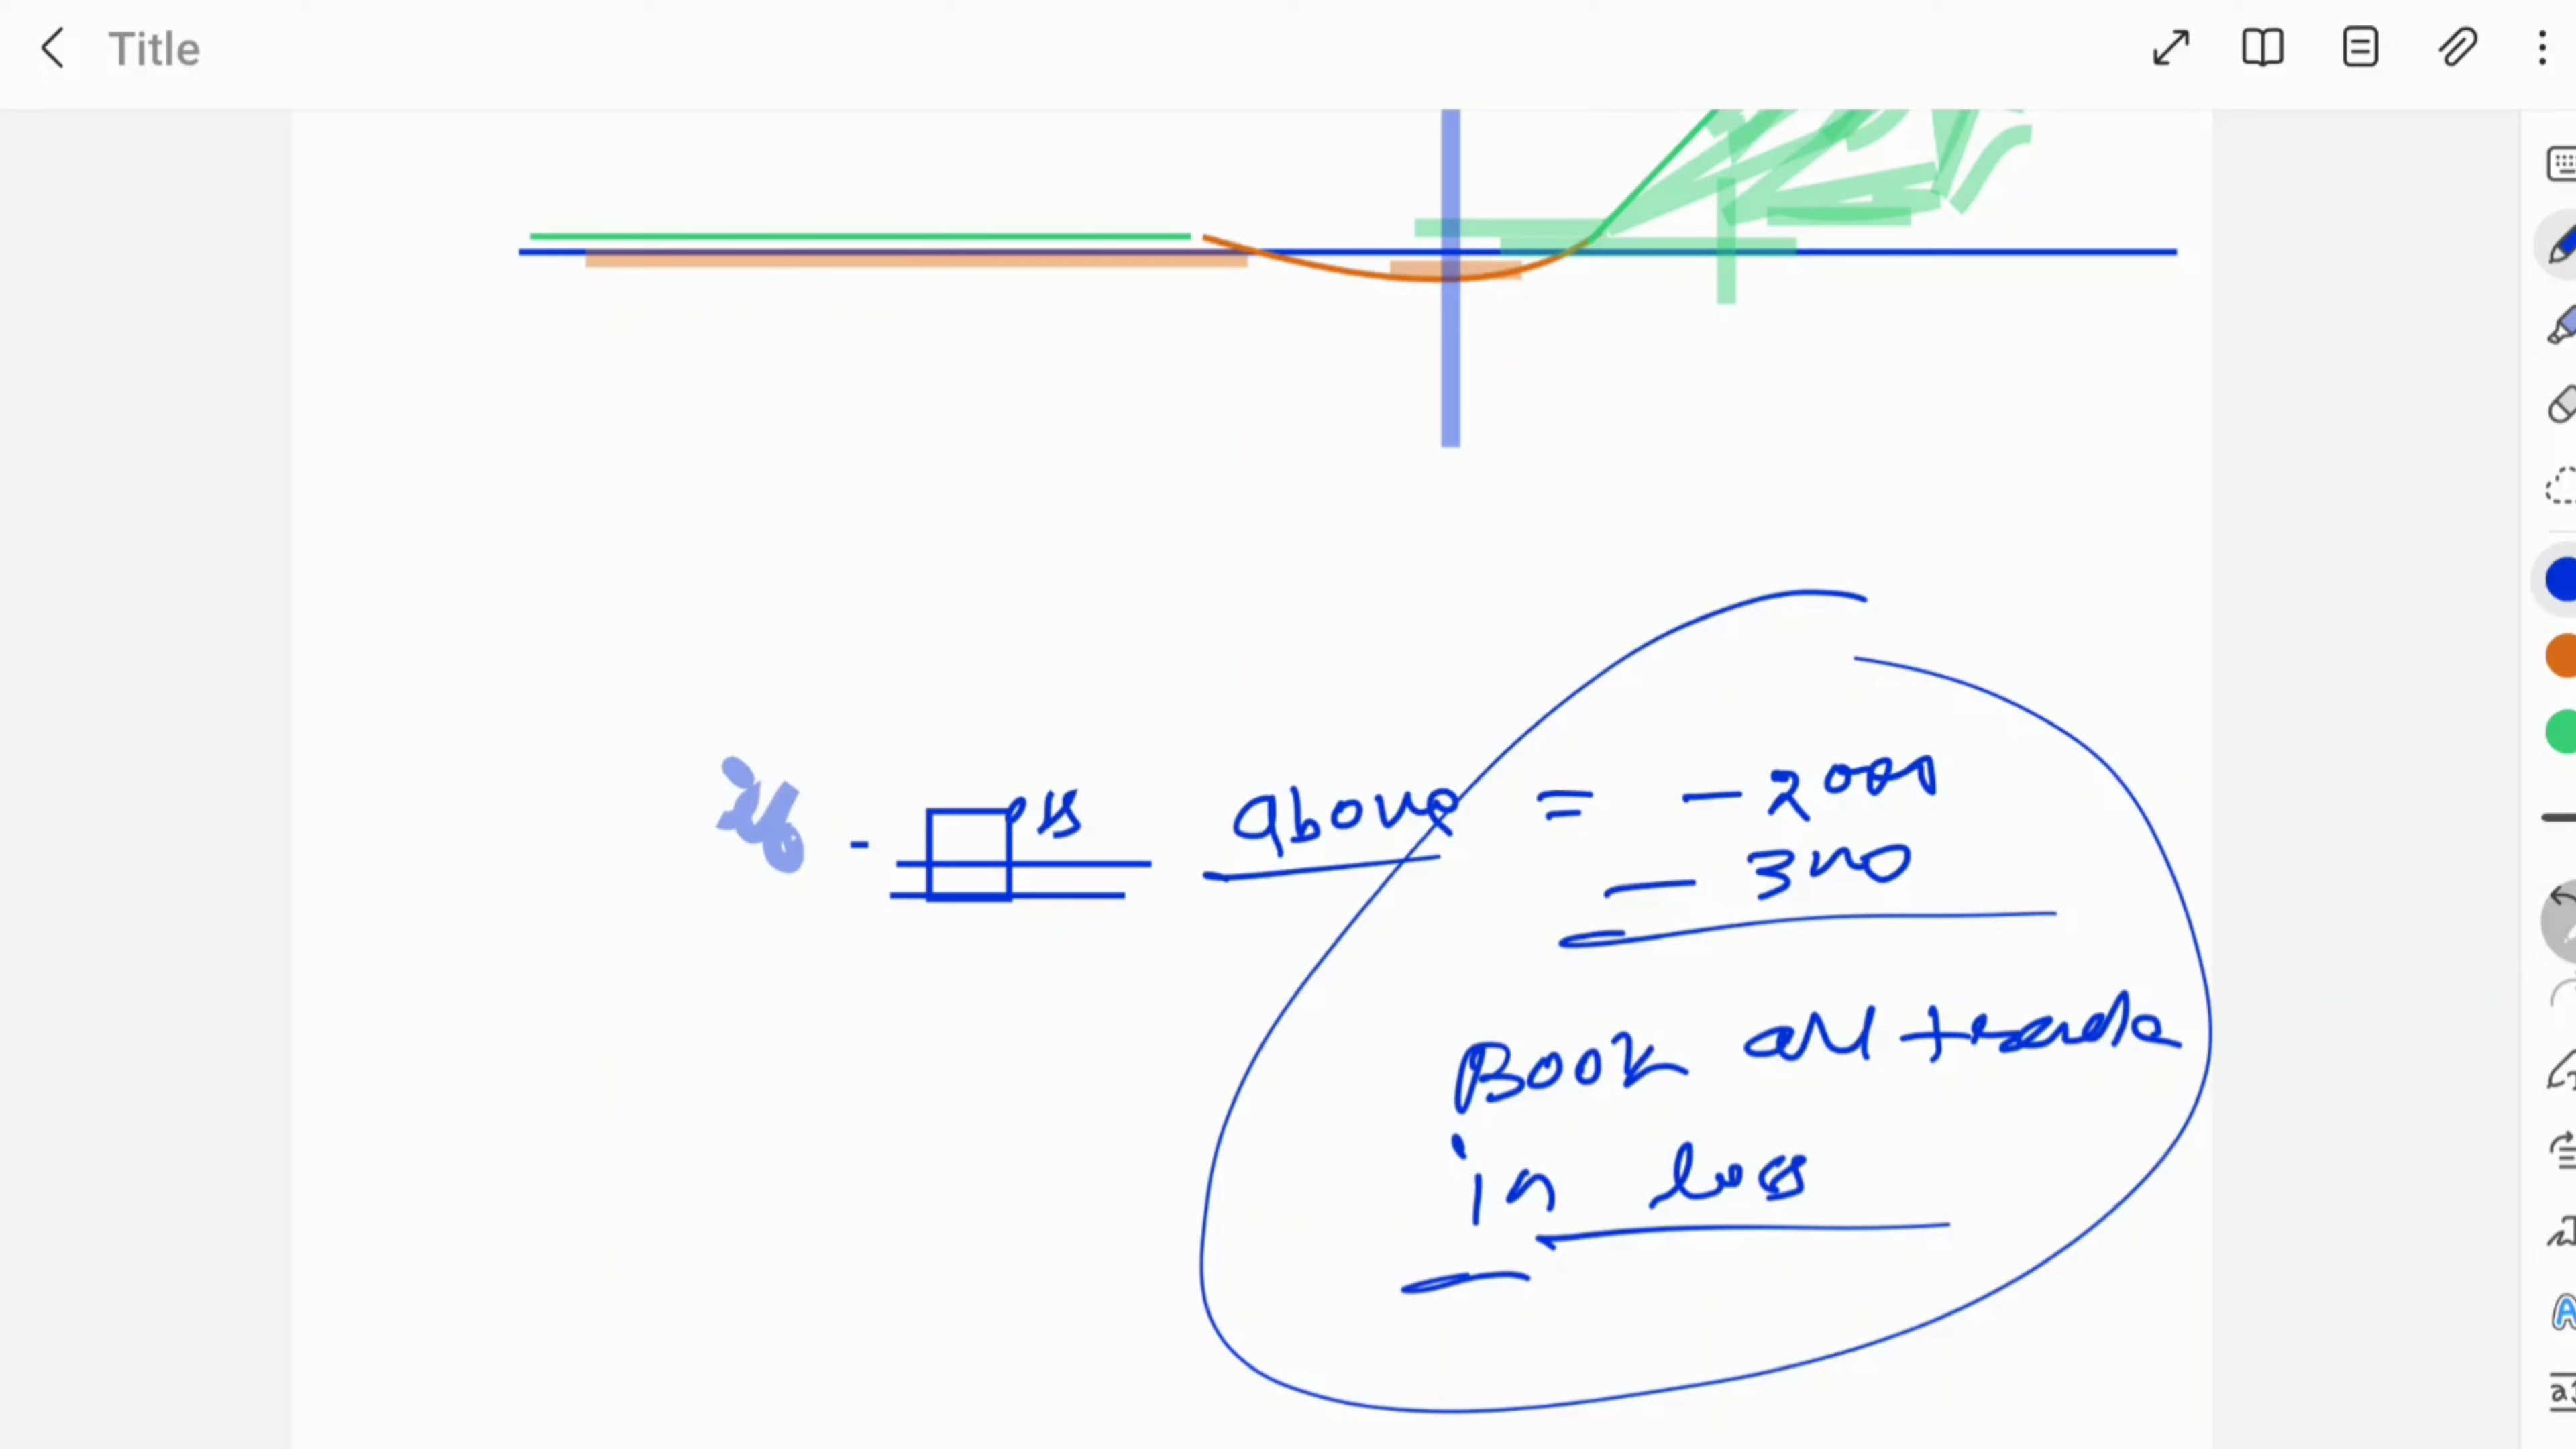 Title
above = - 2000
- 300
Book all trade
in loss